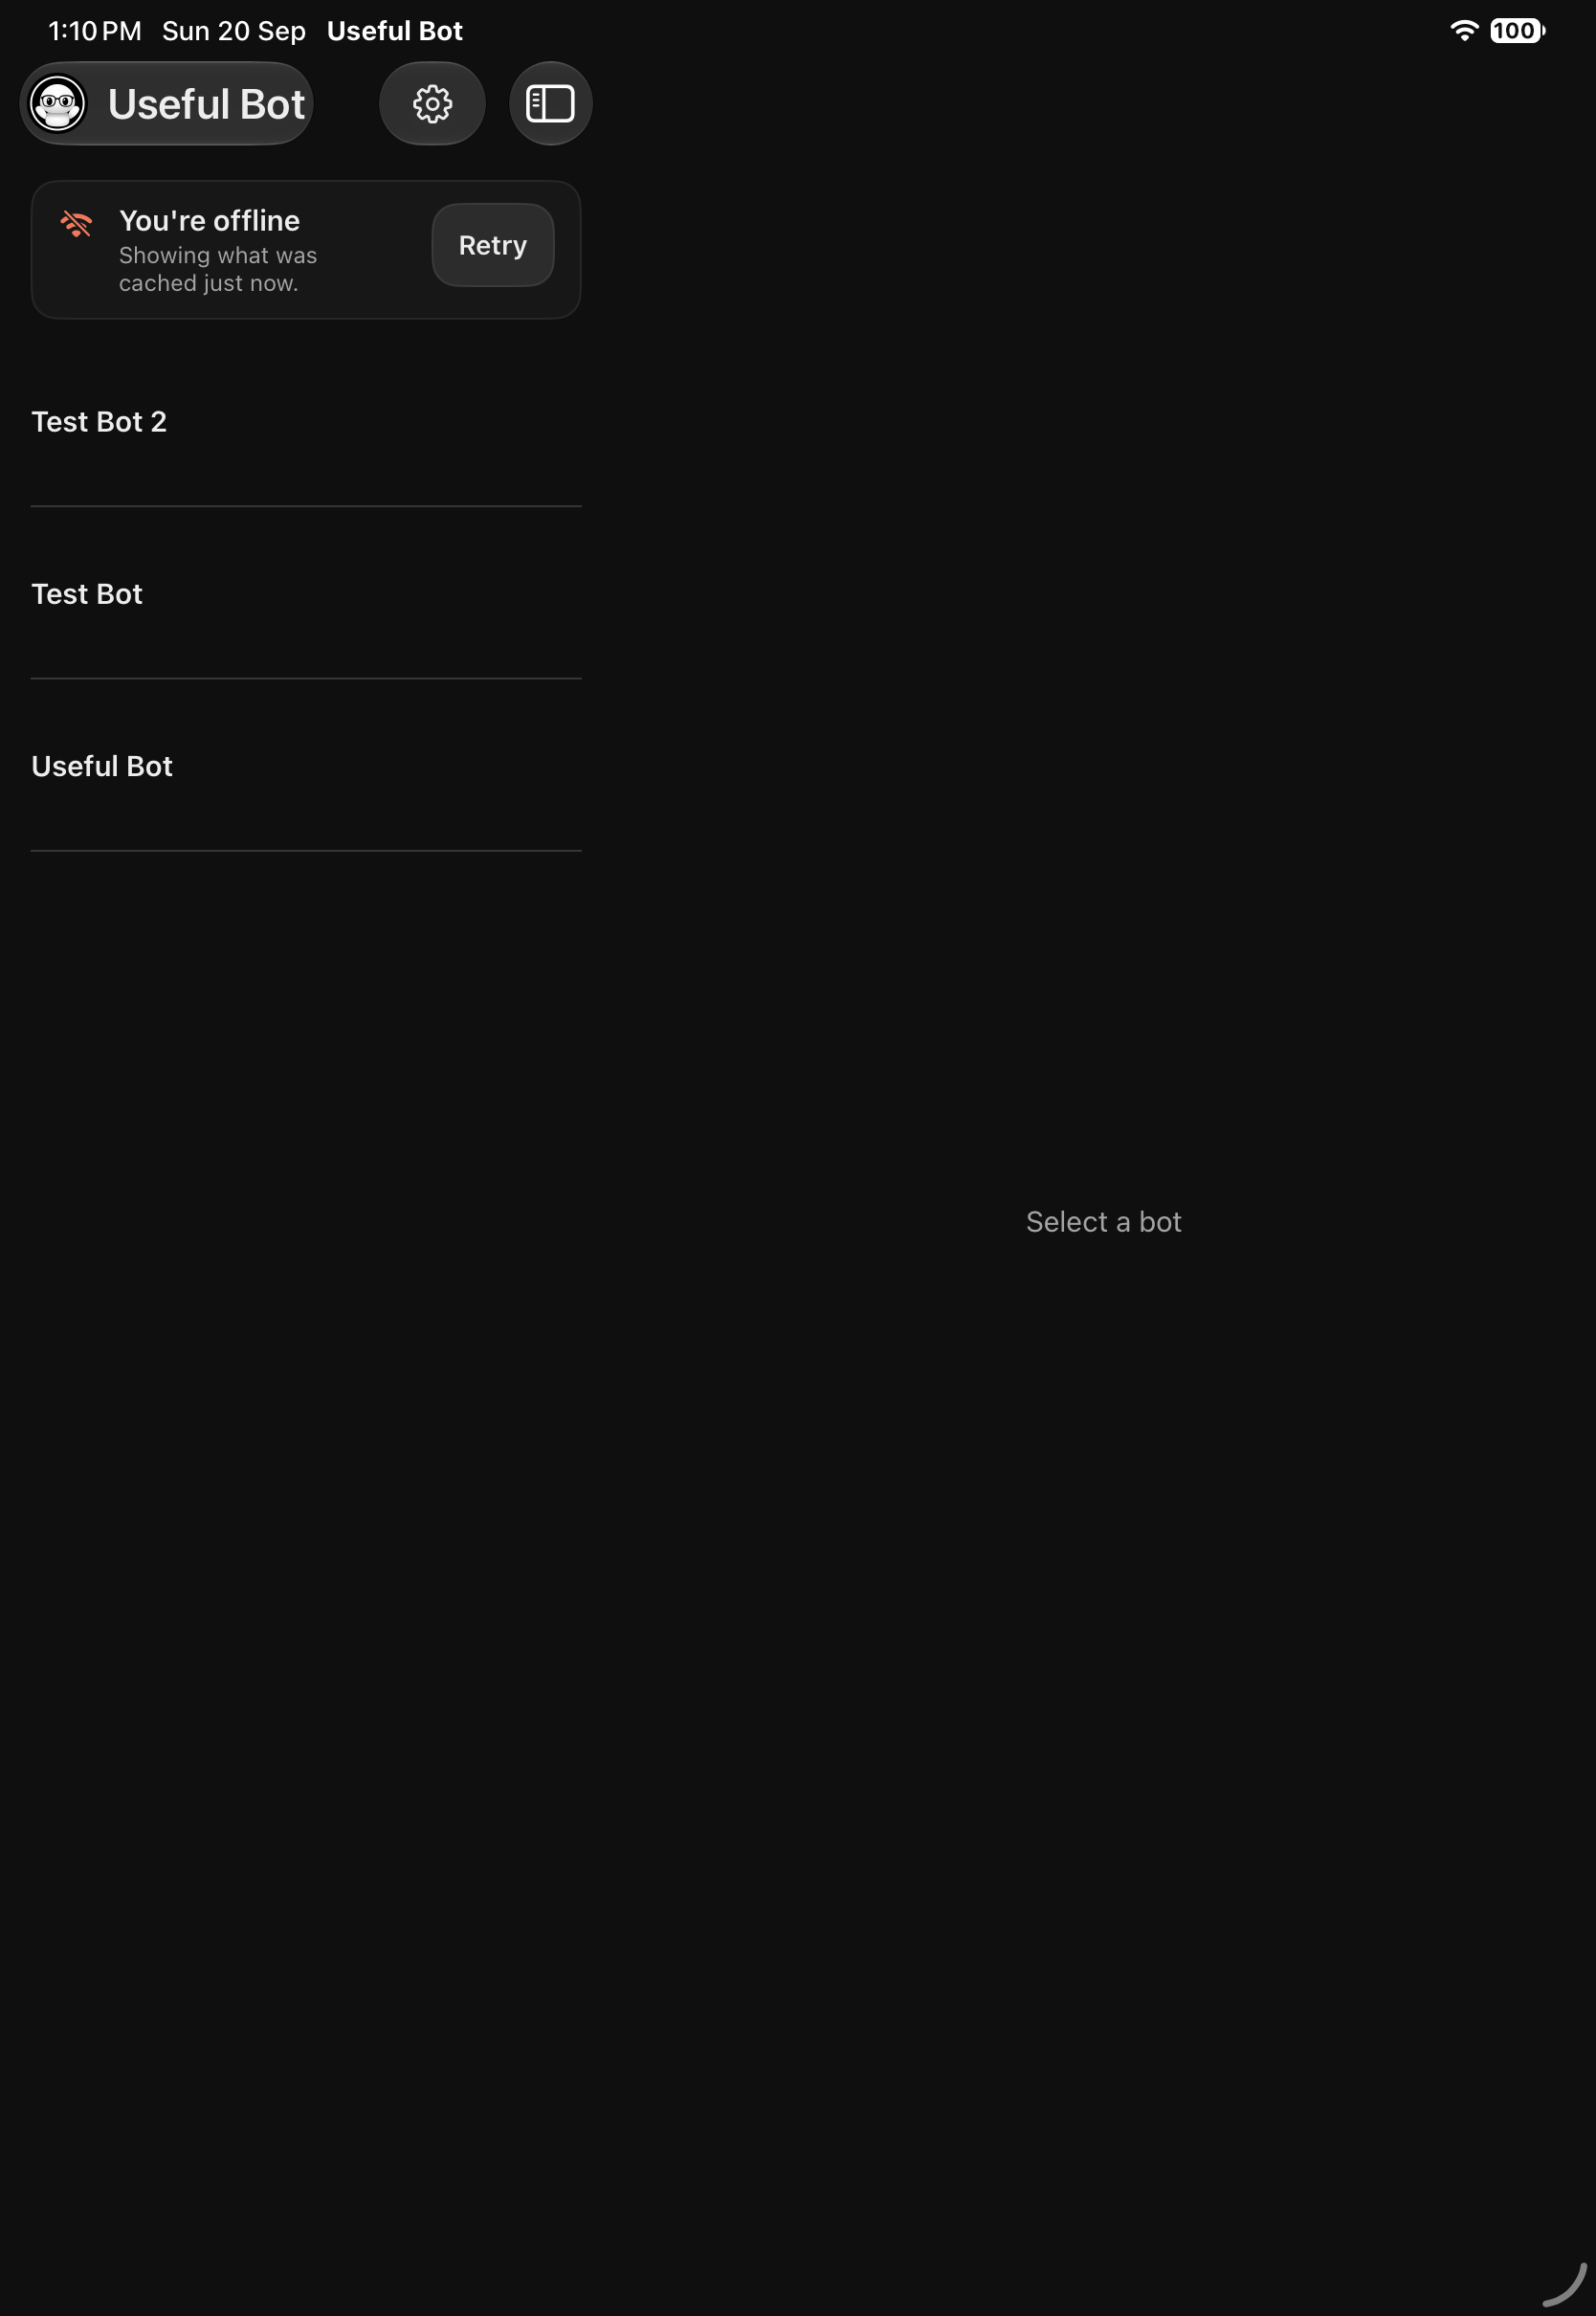 1:10 PM Sun 20 Sep Useful Bot
100
Useful Bot
You're offline
Showing what was
cached just now.
Retry
Test Bot 2
Test Bot
Useful Bot
Select a bot